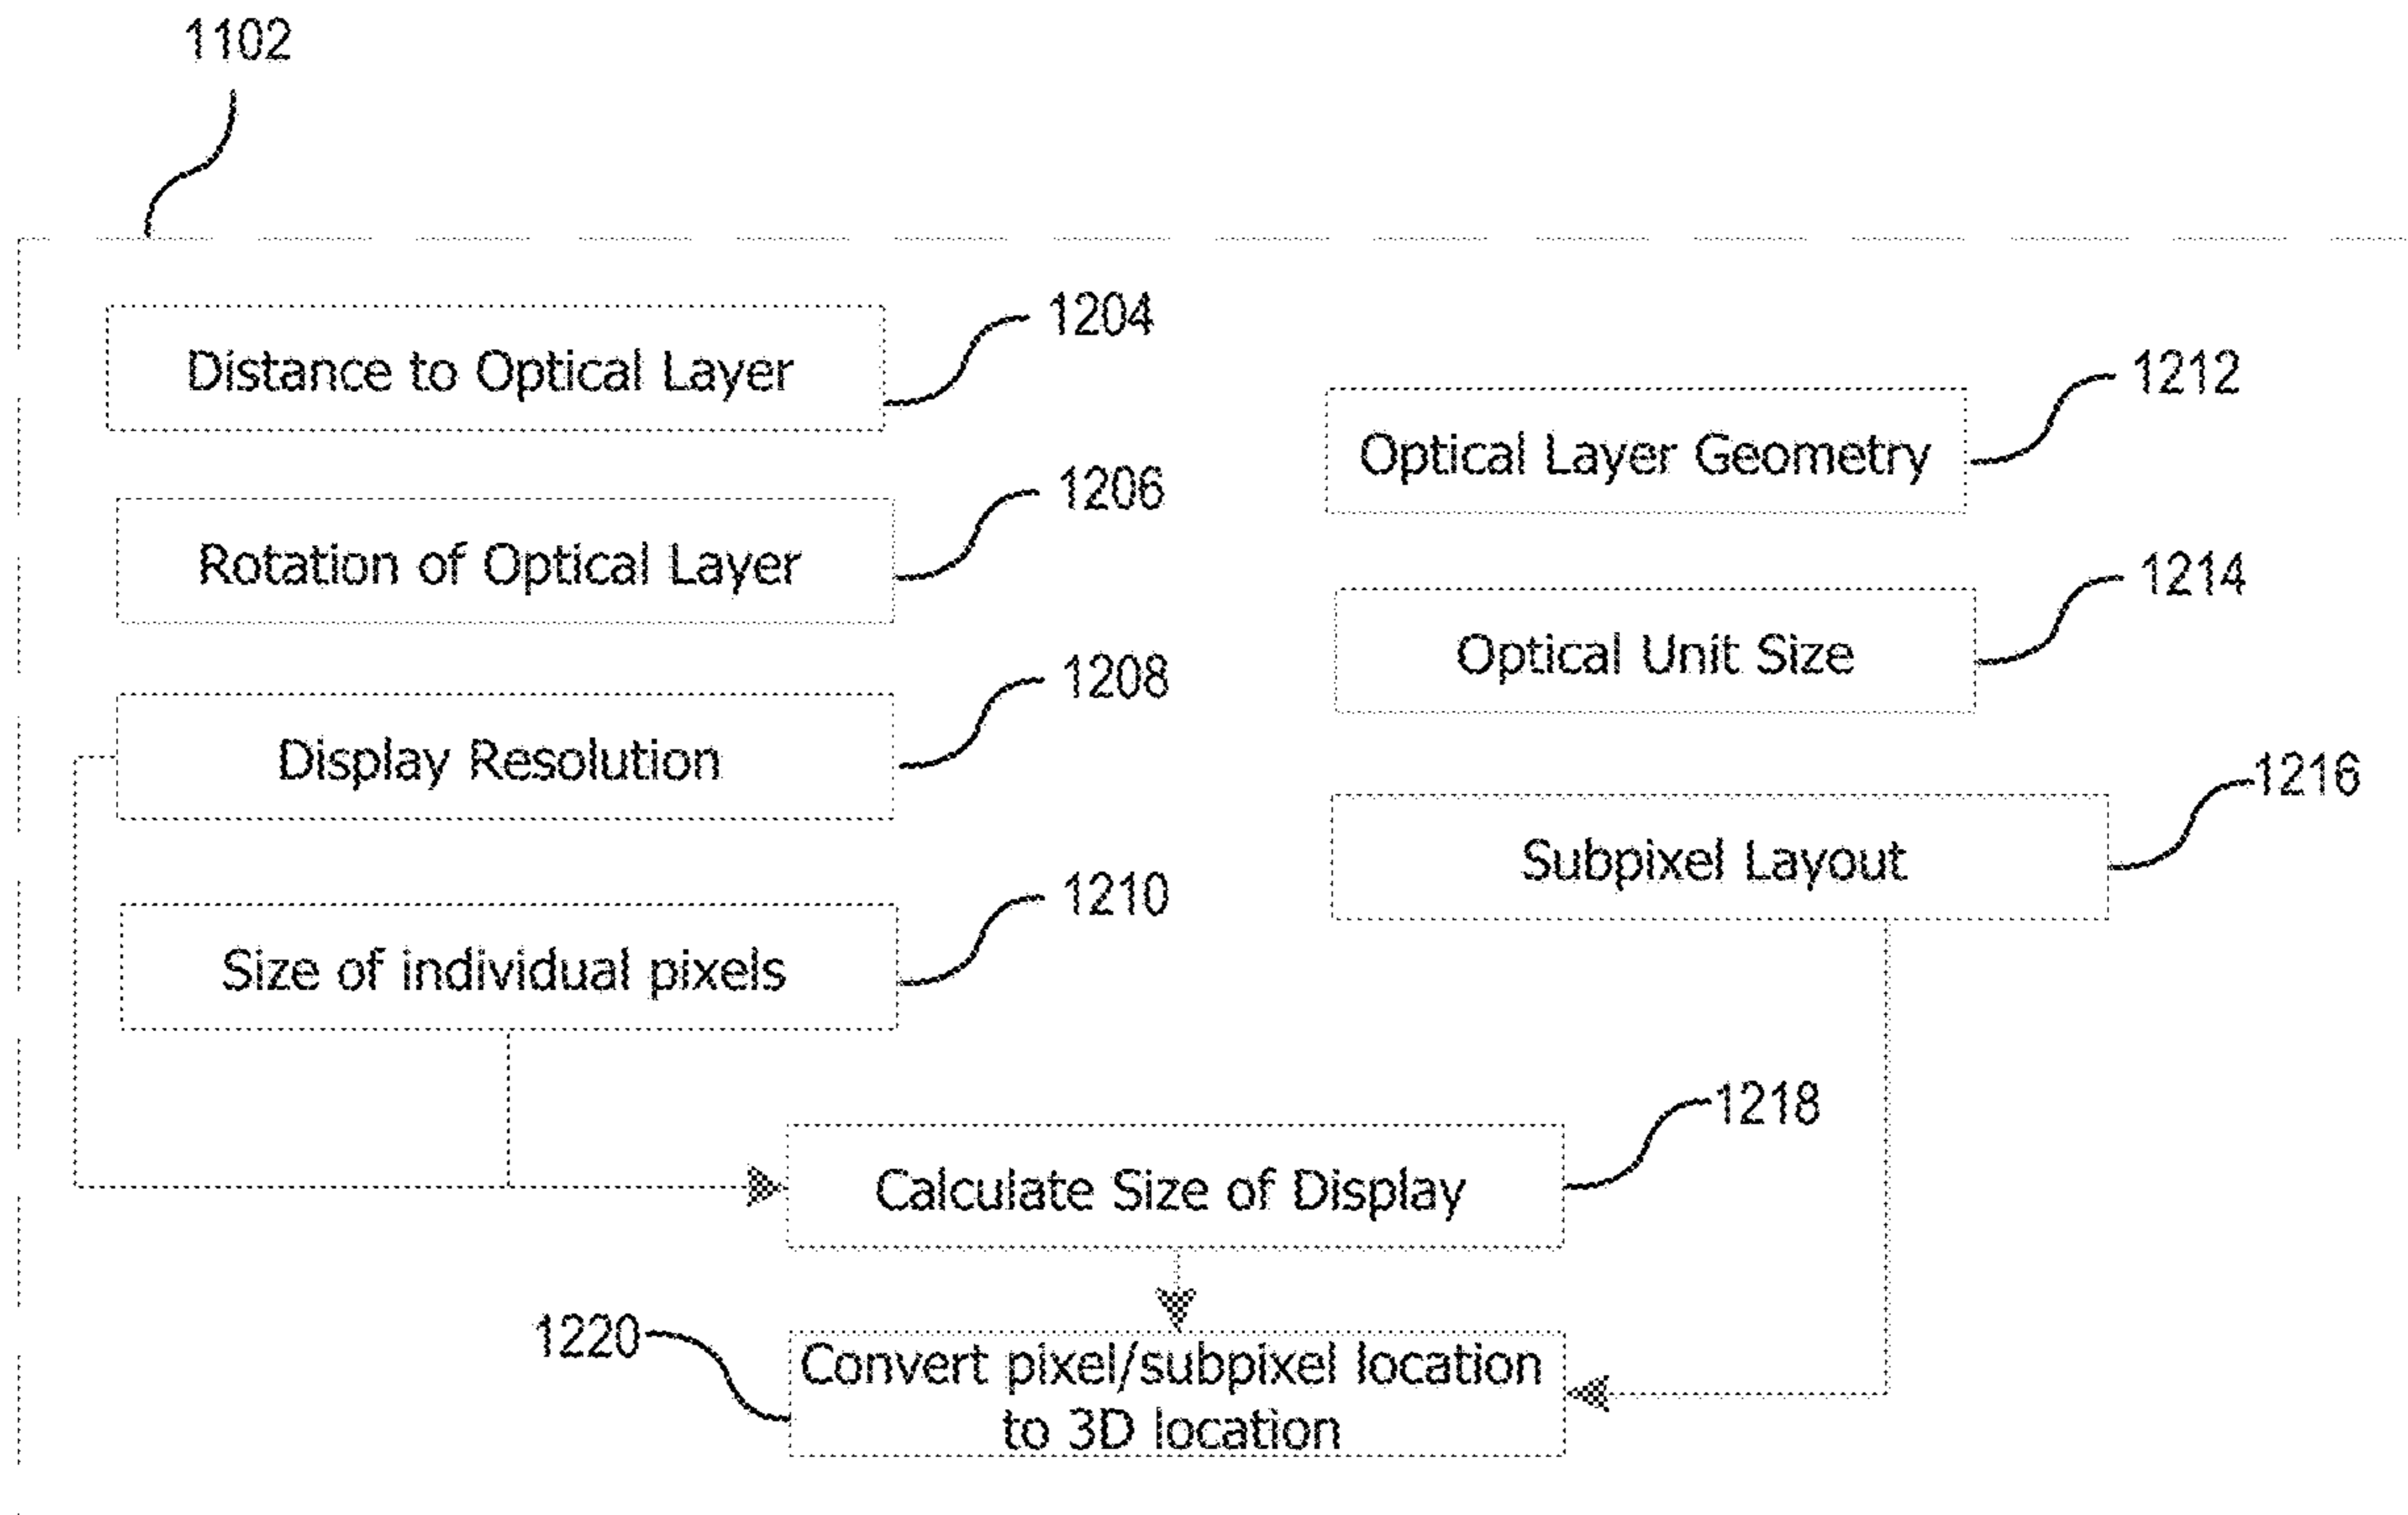 1102
Distance to Optical Layer
1204
Optical Layer Geometry
1212
Rotation of Optical Layer
1206
Optical Unit Size
1214
Display Resolution
1208
Subpixel Layout
1216
Size of individual pixels
1210
Calculate Size of Display
1218
1220
Convert pixel/subpixel location
to 3D location